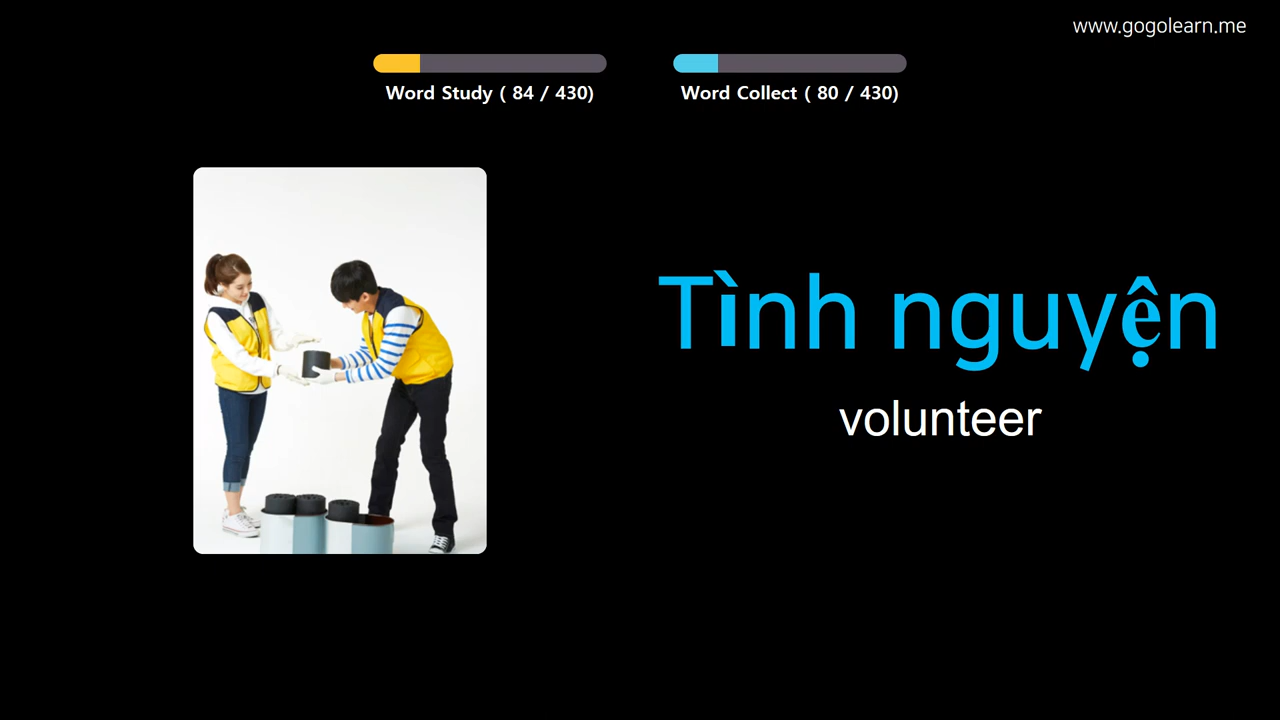 www.gogolearn.me
Word Study ( 84 / 430)
Word Collect ( 80 / 430)
Tình nguyện
volunteer